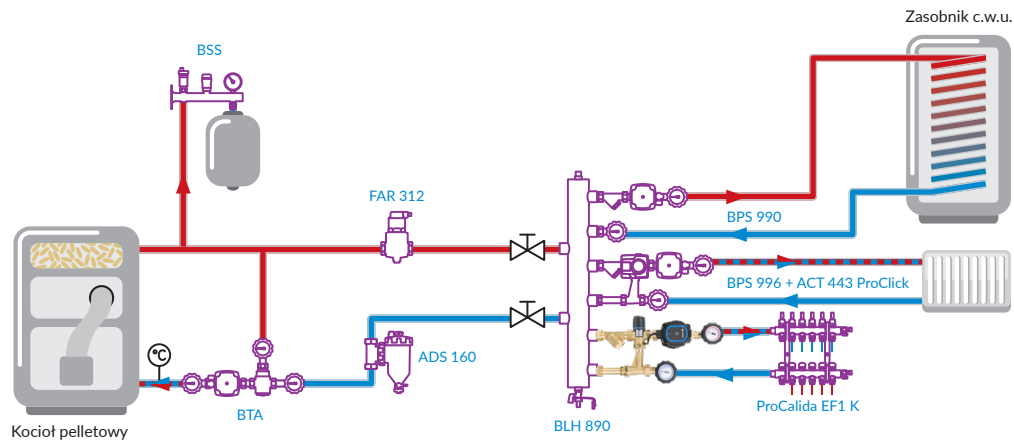 Zasobnik c.w.u.
BSS
FAR 312
BPS 990
BPS 996 + ACT 443 ProClick
ADS 160
°C
BTA
ProCalida EF1 K
BLH 890
Kocioł pelletowy